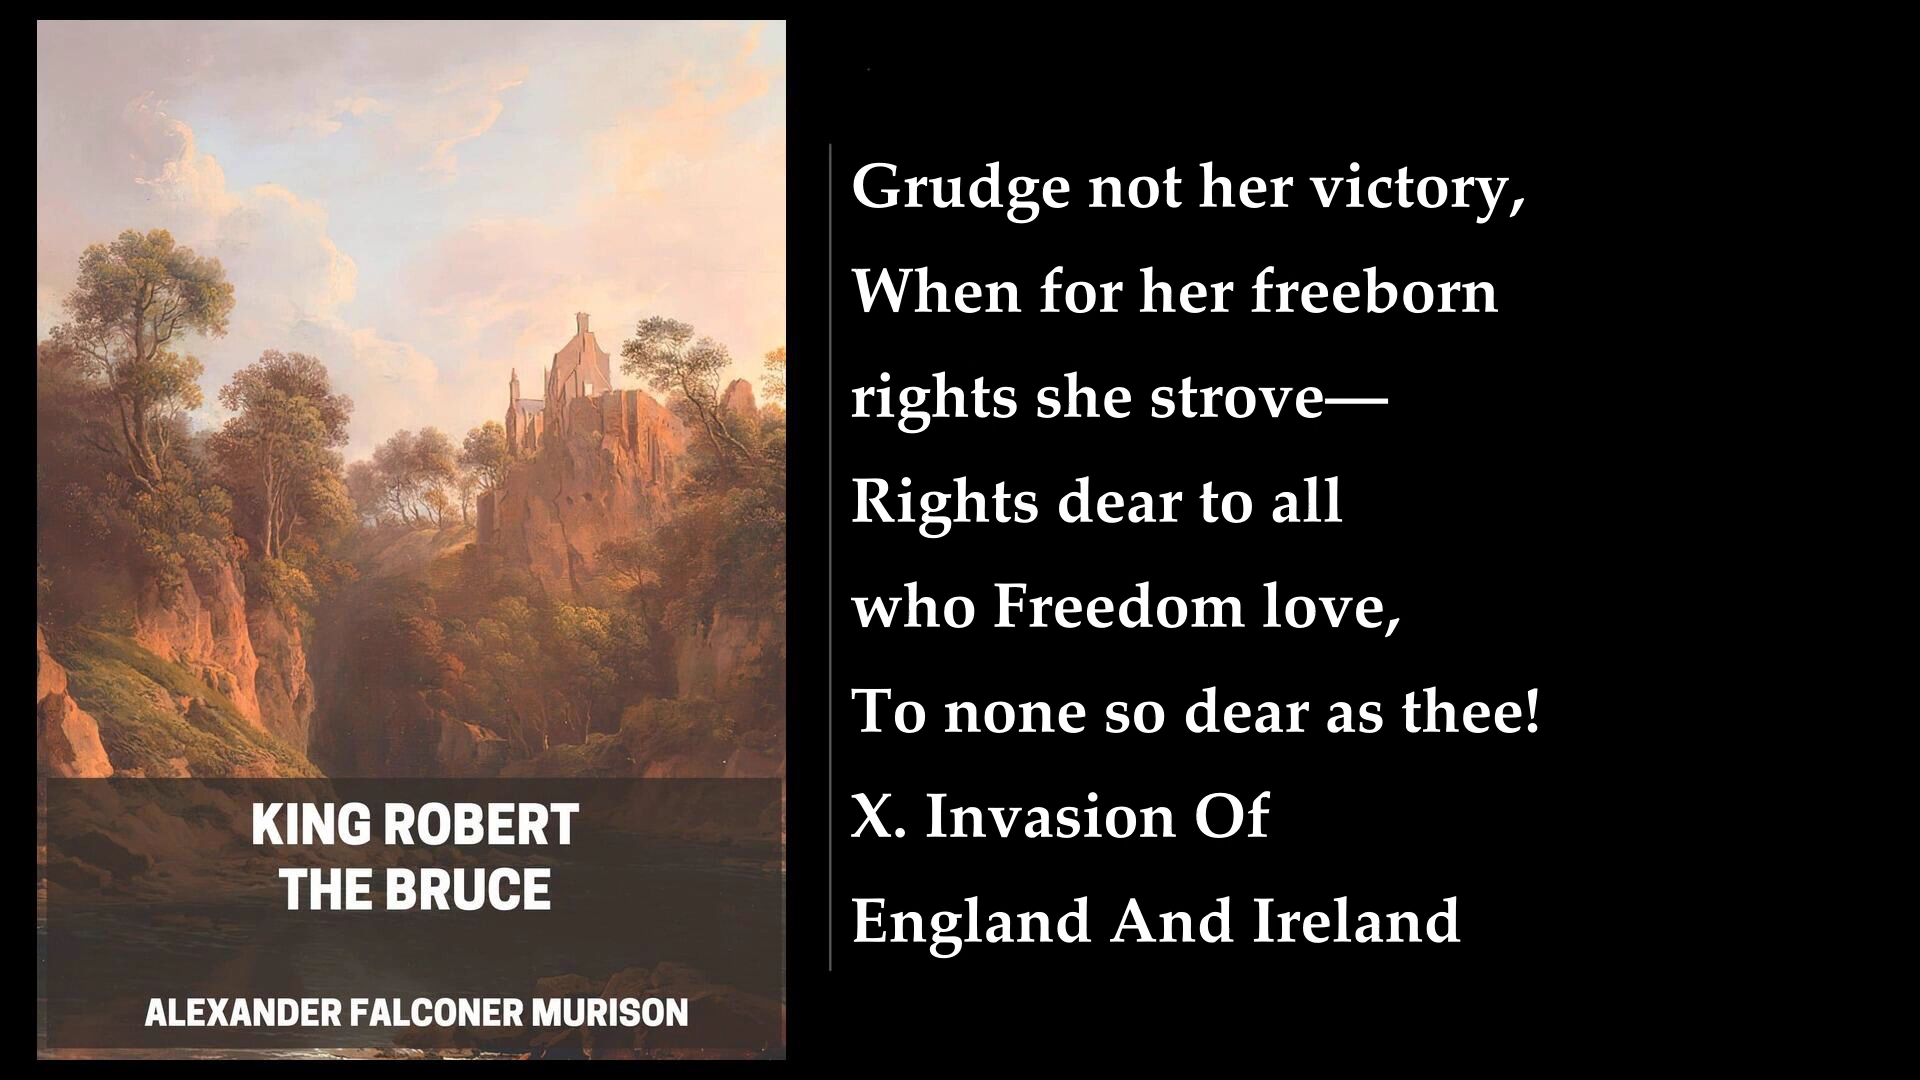 KING ROBERT
THE BRUCE
ALEXANDER FALCONER MURISON
Grudge not her victory,
When for her freeborn
rights she strove—
Rights dear to all
who Freedom love,
To none so dear as thee!
X. Invasion Of
England And Ireland